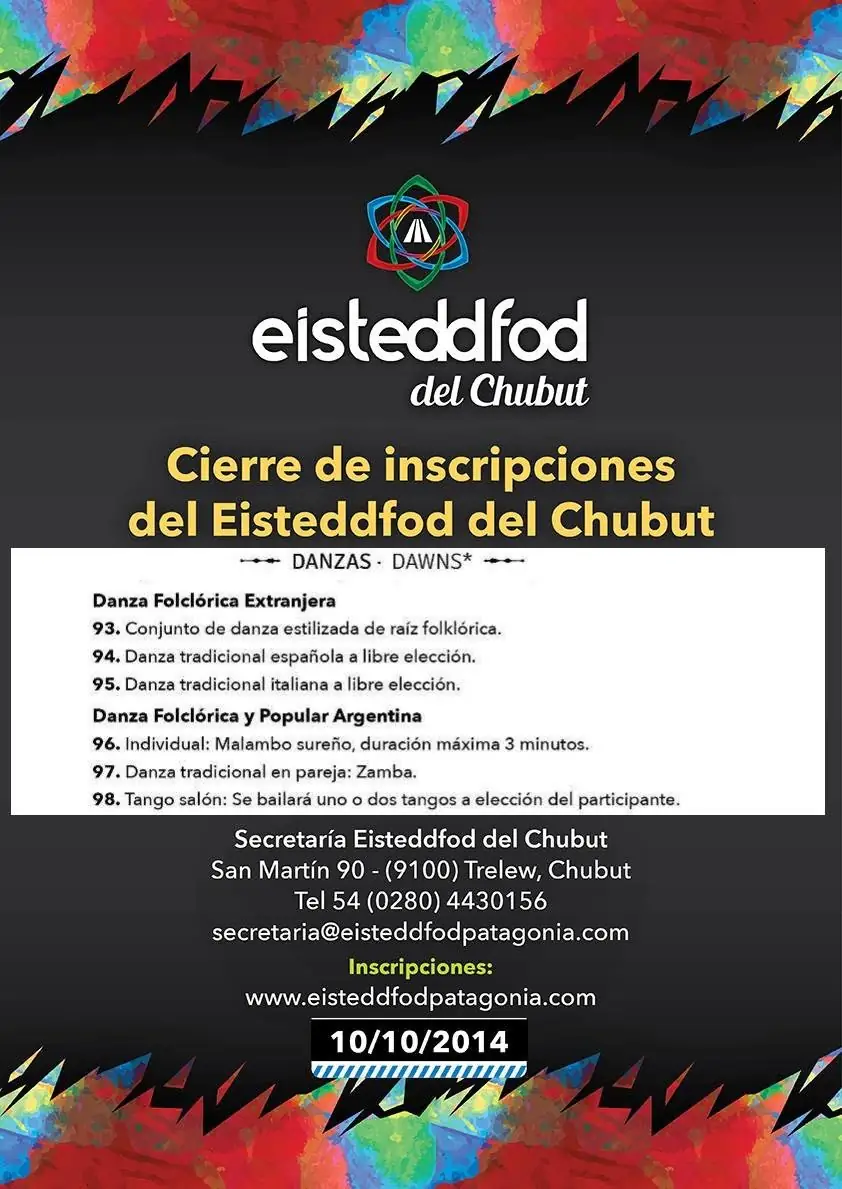 eisteddfod
del Chubut
Cierre de inscripciones
del Eisteddfod del Chubut
DANZAS · DAWNS*
Danza Folclórica Extranjera
93. Conjunto de danza estilizada de raíz folklórica.
94. Danza tradicional española a libre elección.
95. Danza tradicional italiana a libre elección.
Danza Folclórica y Popular Argentina
96. Individual: Malambo sureño, duración máxima 3 minutos.
97. Danza tradicional en pareja: Zamba.
98. Tango salón: Se bailará uno o dos tangos a elección del participante.
Secretaría Eisteddfod del Chubut
San Martín 90 - (9100) Trelew, Chubut
Tel 54 (0280) 4430156
secretaria@eisteddfodpatagonia.com
Inscripciones:
www.eisteddfodpatagonia.com
10/10/2014